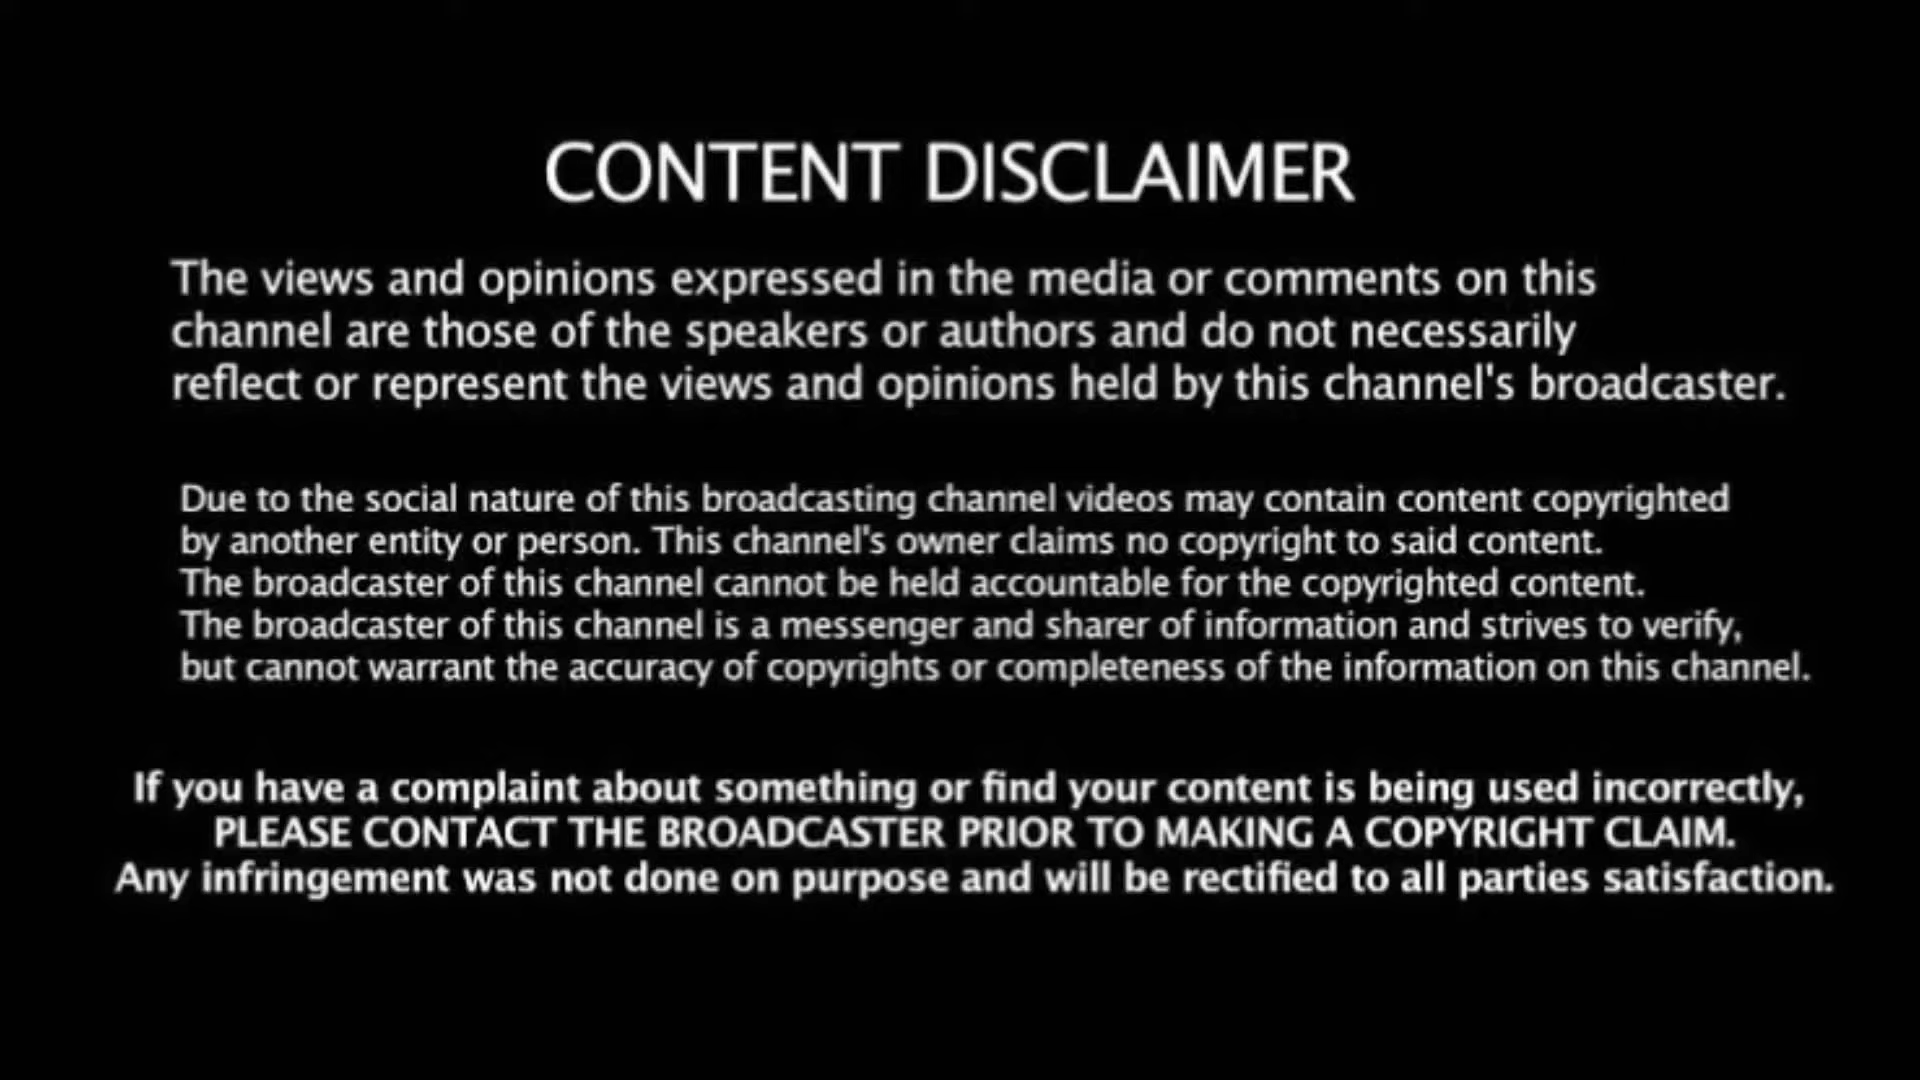 CONTENT DISCLAIMER
The views and opinions expressed in the media or comments on this
channel are those of the speakers or authors and do not necessarily
reflect or represent the views and opinions held by this channel's broadcaster.
Due to the social nature of this broadcasting channel videos may contain content copyrighted
by another entity or person. This channel's owner claims no copyright to said content.
The broadcaster of this channel cannot be held accountable for the copyrighted content.
The broadcaster of this channel is a messenger and sharer of information and strives to verify,
but cannot warrant the accuracy of copyrights or completeness of the information on this channel.
If you have a complaint about something or find your content is being used incorrectly,
PLEASE CONTACT THE BROADCASTER PRIOR TO MAKING A COPYRIGHT CLAIM.
Any infringement was not done on purpose and will be rectified to all parties satisfaction.